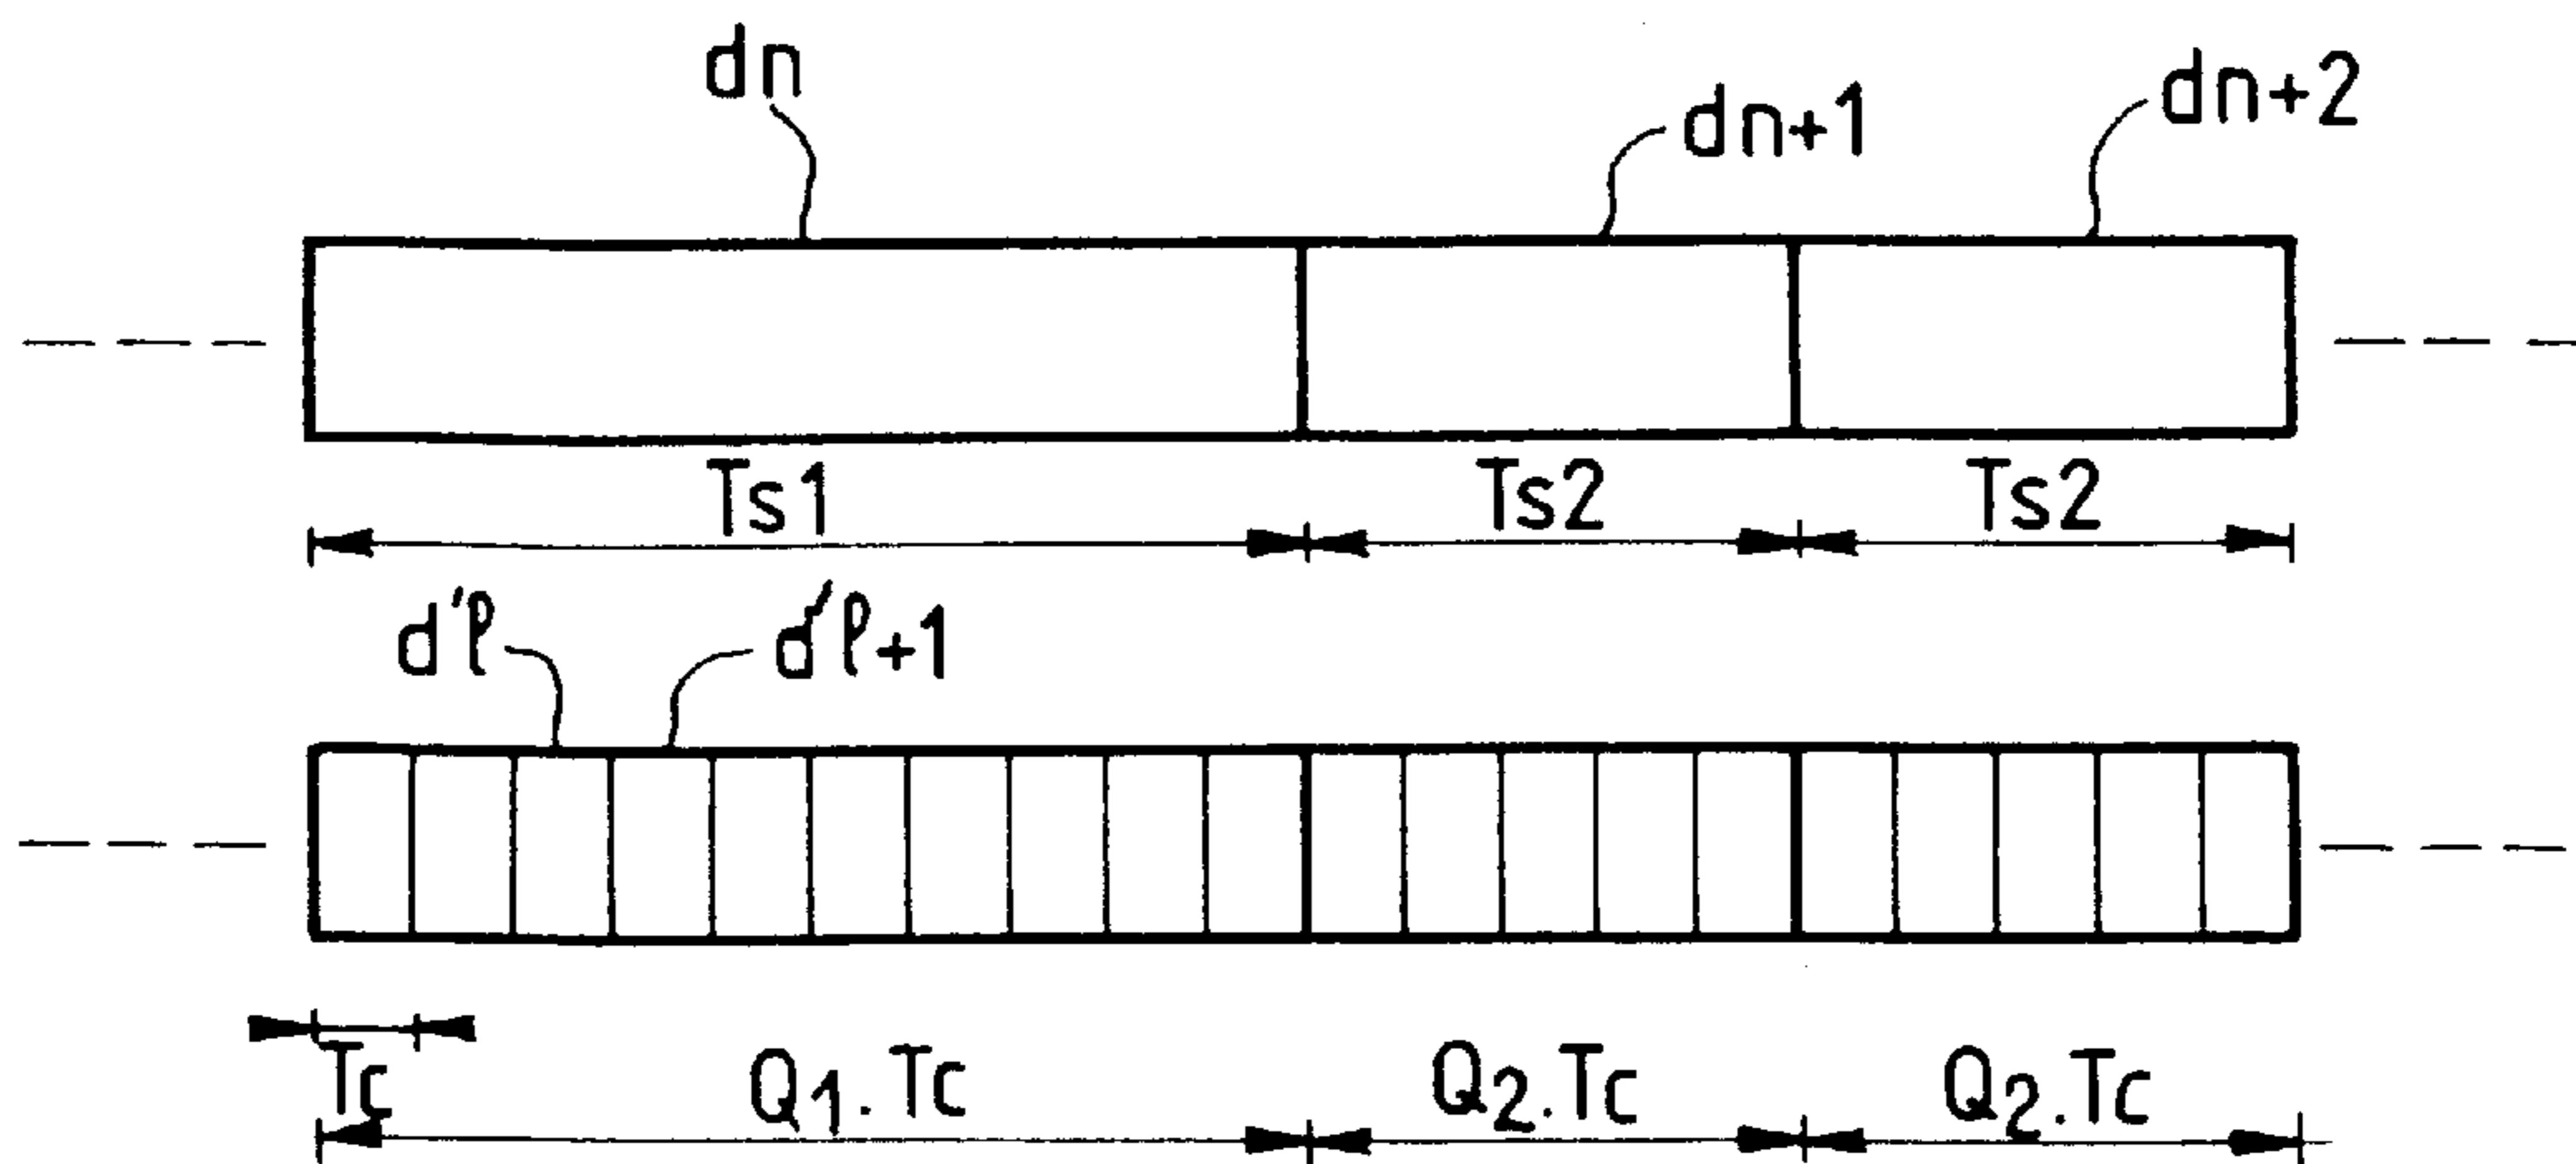 dn
dn+1
dn+2
Ts1
Ts2
Ts2
d'ℓ
d'ℓ+1
Tc
Q1.Tc
Q2.Tc
Q2.Tc